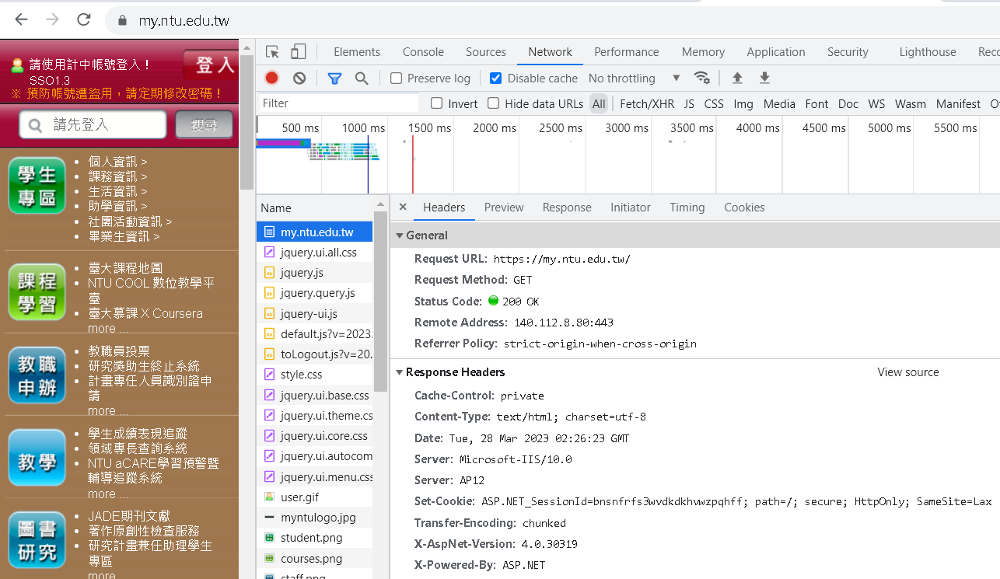 my.ntu.edu.tw
請使用計中帳號登入！
SSO1.3
登入
※ 預防帳號遭盜用，請定期修改密碼！
請先登入
搜尋
學生專區
個人資訊 >
課務資訊 >
生活資訊 >
助學資訊 >
社團活動資訊 >
畢業生資訊 >
課程學習
臺大課程地圖
NTU COOL 數位教學平
臺
臺大慕課 X Coursera
more ...
教職申辦
教職員投票
研究獎助生終止系統
計畫專任人員識別證申
請
more ...
教學
學生成績表現追蹤
領域專長查詢系統
NTU aCARE學習預警暨
輔導追蹤系統
more ...
圖書研究
JADE期刊文獻
著作原創性檢查服務
研究計畫兼任助理學生
專區
more
Elements Console Sources Network Performance Memory Application Security Lighthouse Reco
Preserve log Disable cache No throttling
Filter Invert Hide data URLs All Fetch/XHR JS CSS Img Media Font Doc WS Wasm Manifest
500 ms 1000 ms 1500 ms 2000 ms 2500 ms 3000 ms 3500 ms 4000 ms 4500 ms 5000 ms 5500 ms
Name
my.ntu.edu.tw
jquery.ui.all.css
jquery.js
jquery.query.js
jquery-ui.js
default.js?v=2023.
toLogout.js?v=20.
style.css
jquery.ui.base.css
jquery.ui.theme.cs
jquery.ui.core.css
jquery.ui.autocom
jquery.ui.menu.css
user.gif
myntulogo.jpg
student.png
courses.png
staff.png
Headers Preview Response Initiator Timing Cookies
General
Request URL: https://my.ntu.edu.tw/
Request Method: GET
Status Code: 200 OK
Remote Address: 140.112.8.80:443
Referrer Policy: strict-origin-when-cross-origin
Response Headers View source
Cache-Control: private
Content-Type: text/html; charset=utf-8
Date: Tue, 28 Mar 2023 02:26:23 GMT
Server: Microsoft-IIS/10.0
Server: AP12
Set-Cookie: ASP.NET_SessionId=bnsnfrfs3wvdkdkhvwzpqhff; path=/; secure; HttpOnly; SameSite=Lax
Transfer-Encoding: chunked
X-AspNet-Version: 4.0.30319
X-Powered-By: ASP.NET